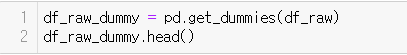 1 df_raw_dummy = pd.get_dummies(df_raw)
2 df_raw_dummy.head()